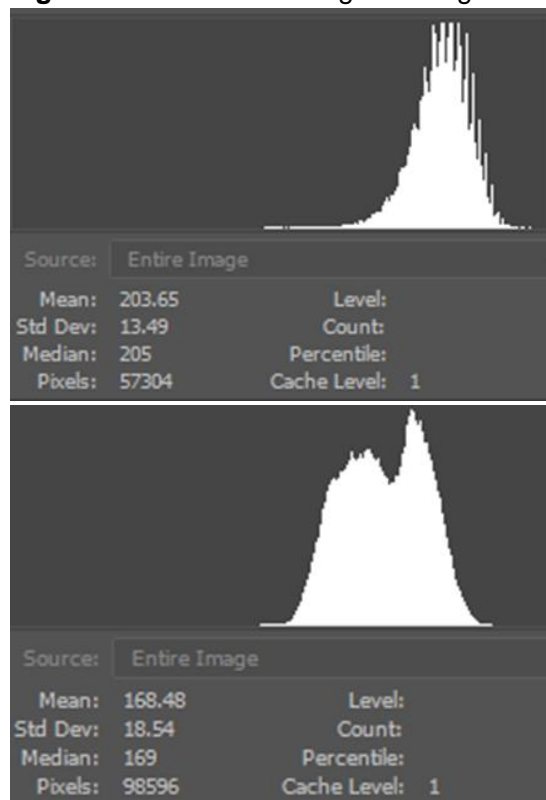 Source: Entire Image
Mean: 203.65 Level:
Std Dev: 13.49 Count:
Median: 205 Percentile:
Pixels: 57304 Cache Level: 1
Source: Entire Image
Mean: 168.48 Level:
Std Dev: 18.54 Count:
Median: 169 Percentile:
Pixels: 98596 Cache Level: 1